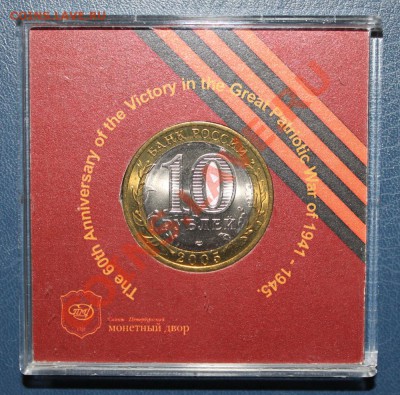 The 60th Anniversary of the Victory in the Great Patriotic War of 1941 - 1945.
БАНК РОССИИ
10
РУБЛЕЙ
2005
Санкт-Петербургский
монетный двор